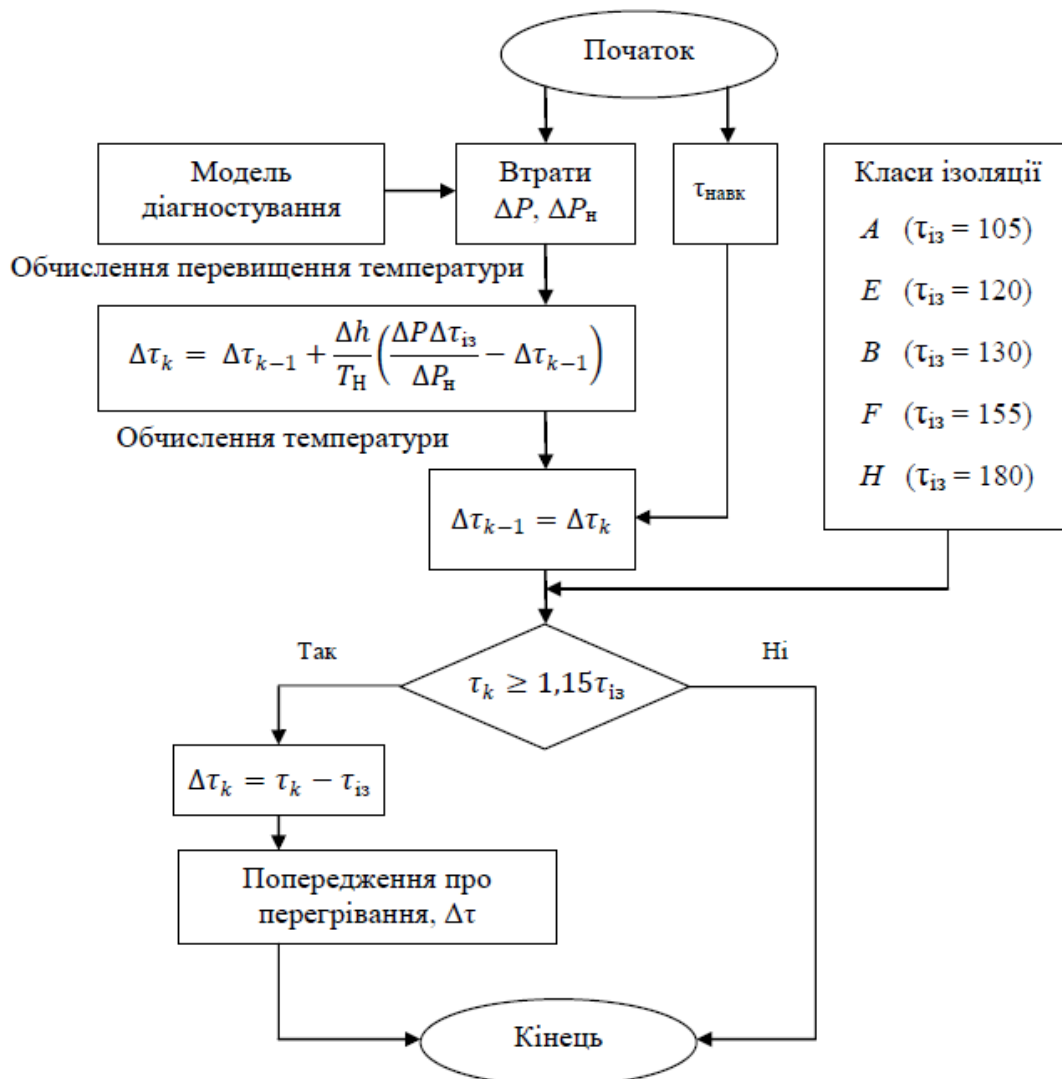 Початок
Модель
діагностування
Втрати
ΔP, ΔPн
τнавк
Класи ізоляції
A (τіз = 105)
E (τіз = 120)
B (τіз = 130)
F (τіз = 155)
H (τіз = 180)
Обчислення перевищення температури
Δτk = Δτk−1 + Δh/TН (ΔPΔτіз/ΔPн − Δτk−1)
Обчислення температури
Δτk−1 = Δτk
Так
Ні
τk ≥ 1,15τіз
Δτk = τk − τіз
Попередження про
перегрівання, Δτ
Кінець